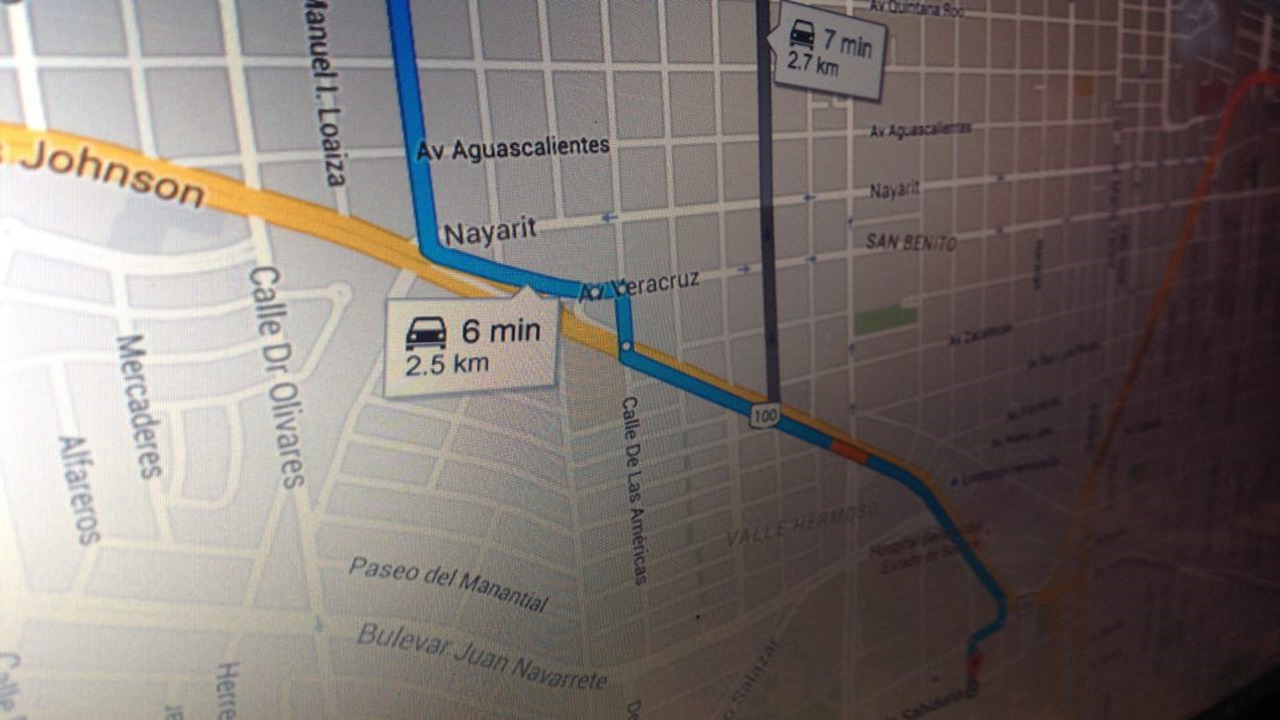 Av Quintana Roo
7 min
2.7 km
Manuel I. Loaiza
Av Aguascalientes
Av Aguascalientes
Johnson
Nayarit
Nayarit
SAN BENITO
Av Veracruz
6 min
2.5 km
Calle Dr Olivares
Mercaderes
Alfareros
100
Calle De Las Américas
VALLE HERMOSO
Paseo del Manantial
Bulevar Juan Navarrete
Salazar
Herre
Calle
De